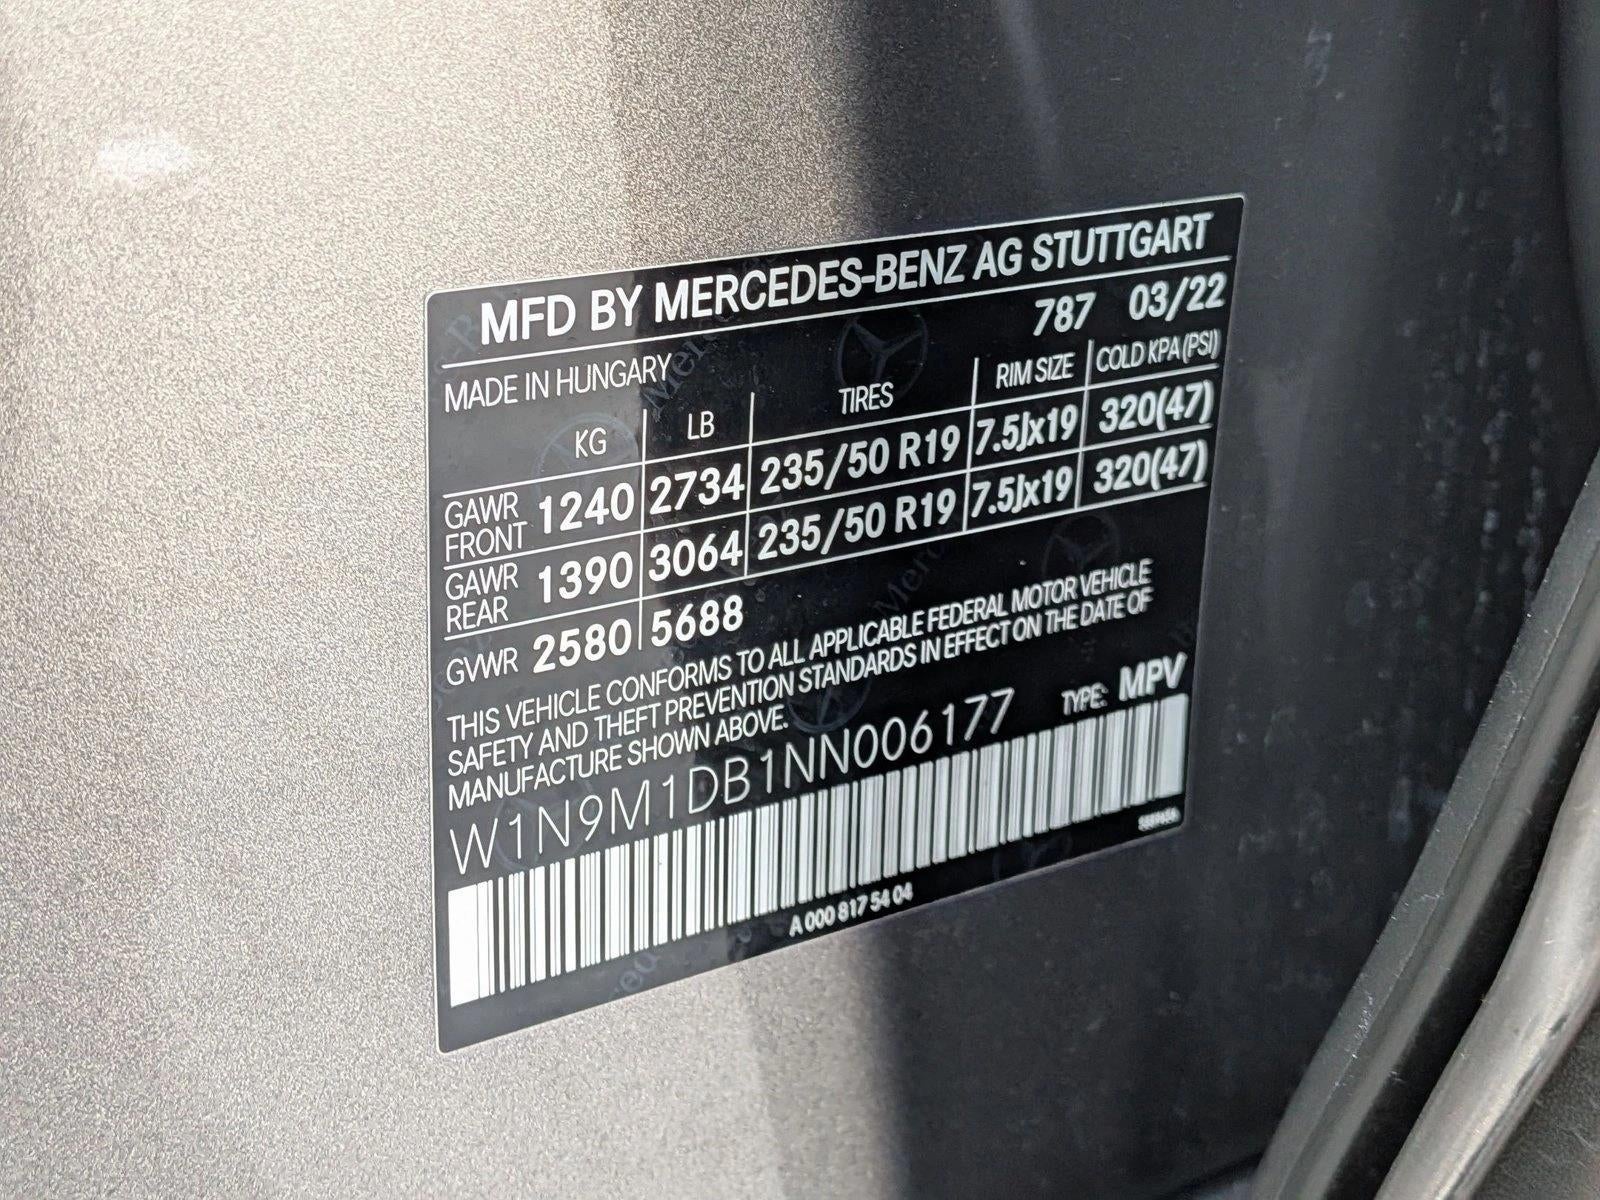 MFD BY MERCEDES-BENZ AG STUTTGART
787 03/22
MADE IN HUNGARY
KG LB TIRES RIM SIZE COLD KPA(PSI)
GAWR FRONT 1240 2734 235/50 R19 7.5Jx19 320(47)
GAWR REAR 1390 3064 235/50 R19 7.5Jx19 320(47)
GVWR 2580 5688
THIS VEHICLE CONFORMS TO ALL APPLICABLE FEDERAL MOTOR VEHICLE
SAFETY AND THEFT PREVENTION STANDARDS IN EFFECT ON THE DATE OF
MANUFACTURE SHOWN ABOVE.
W1N9M1DB1NN006177 TYPE: MPV
A 000 817 54 04